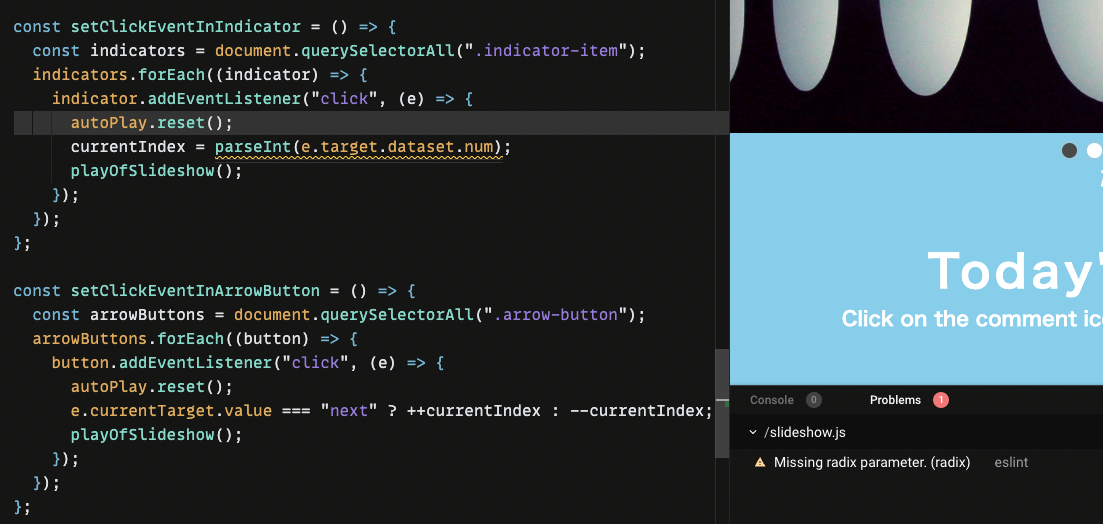 const setClickEventInIndicator = () => {
const indicators = document.querySelectorAll(".indicator-item");
indicators.forEach((indicator) => {
indicator.addEventListener("click", (e) => {
autoPlay.reset();
currentIndex = parseInt(e.target.dataset.num);
playOfSlideshow();
});
});
};
const setClickEventInArrowButton = () => {
const arrowButtons = document.querySelectorAll(".arrow-button");
arrowButtons.forEach((button) => {
button.addEventListener("click", (e) => {
autoPlay.reset();
e.currentTarget.value === "next" ? ++currentIndex : --currentIndex;
playOfSlideshow();
});
});
};
Today'
Click on the comment ic
Console 0 Problems 1
/slideshow.js
Missing radix parameter. (radix) eslint